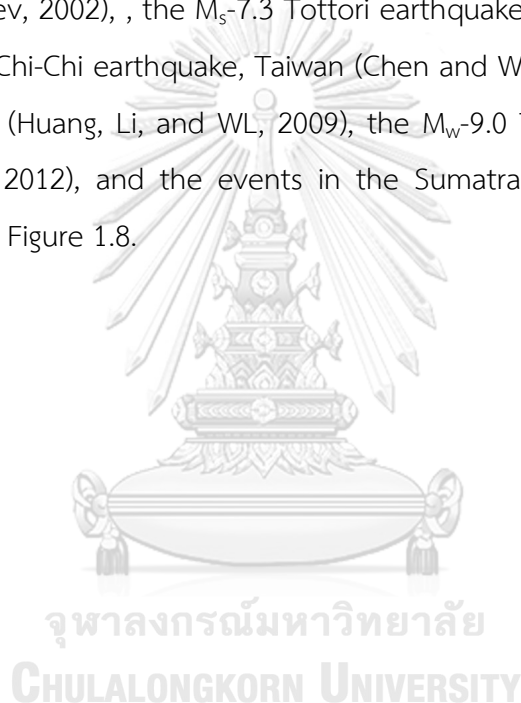 ev, 2002), , the Mₛ-7.3 Tottori earthquake
Chi-Chi earthquake, Taiwan (Chen and W
(Huang, Li, and WL, 2009), the M_w-9.0
2012), and the events in the Sumatra
Figure 1.8.
จุฬาลงกรณ์มหาวิทยาลัย
CHULALONGKORN UNIVERSITY